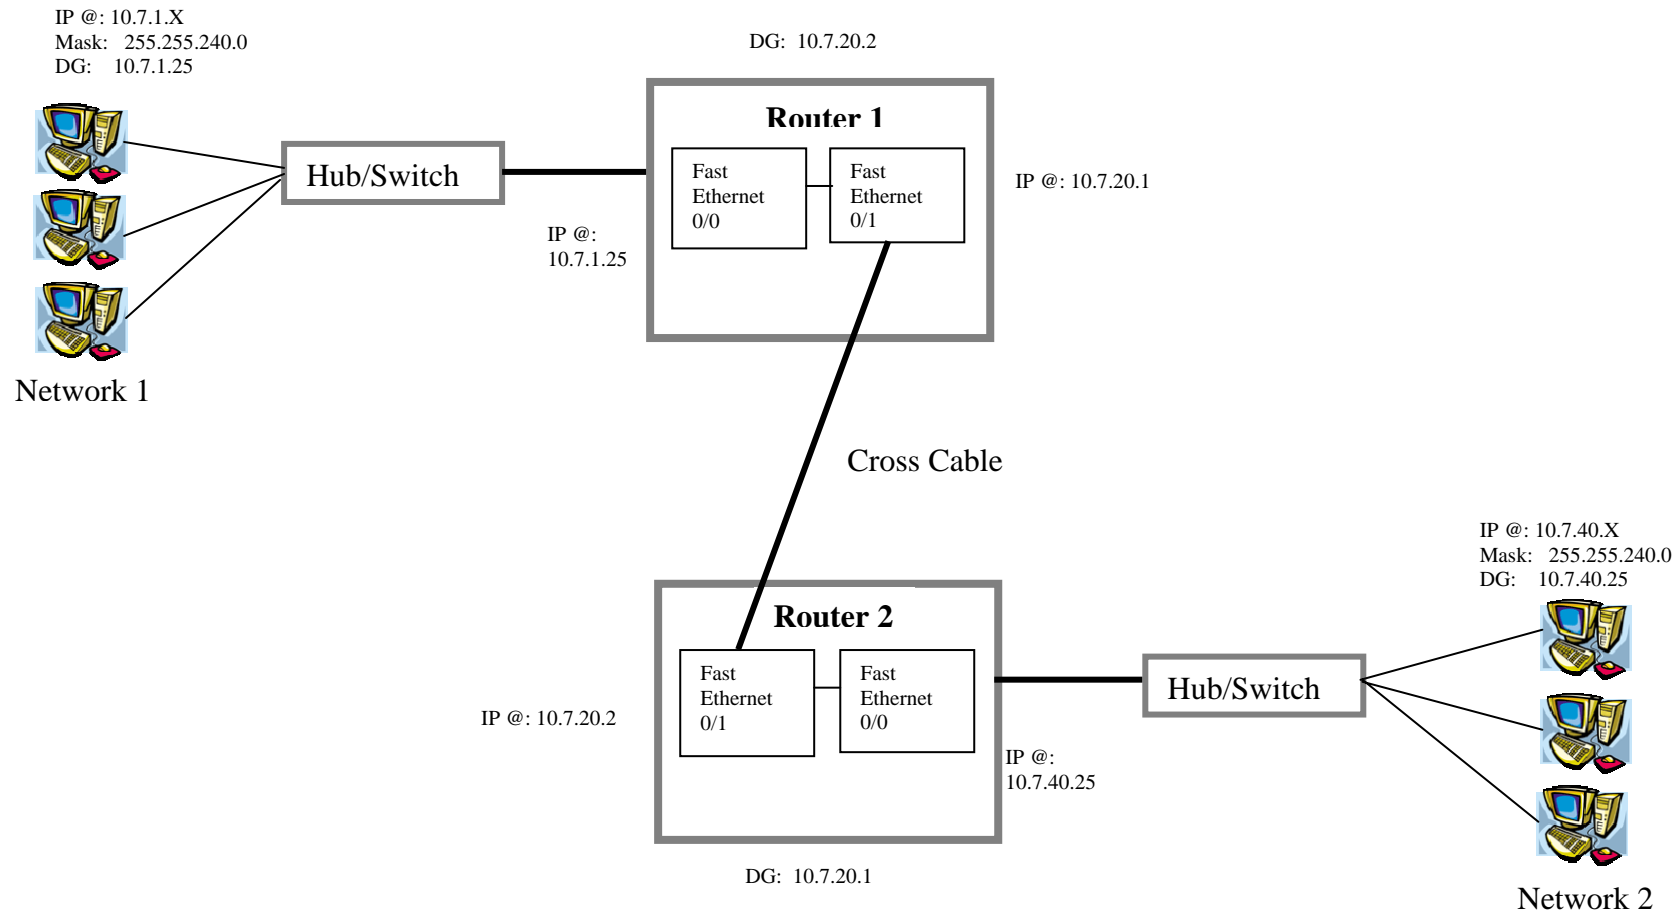 IP @: 10.7.1.X
Mask: 255.255.240.0
DG: 10.7.1.25
Network 1
Hub/Switch
IP @:
10.7.1.25
DG: 10.7.20.2
Router 1
Fast
Ethernet
0/0
Fast
Ethernet
0/1
IP @: 10.7.20.1
Cross Cable
IP @: 10.7.20.2
Router 2
Fast
Ethernet
0/1
Fast
Ethernet
0/0
DG: 10.7.20.1
IP @:
10.7.40.25
Hub/Switch
IP @: 10.7.40.X
Mask: 255.255.240.0
DG: 10.7.40.25
Network 2